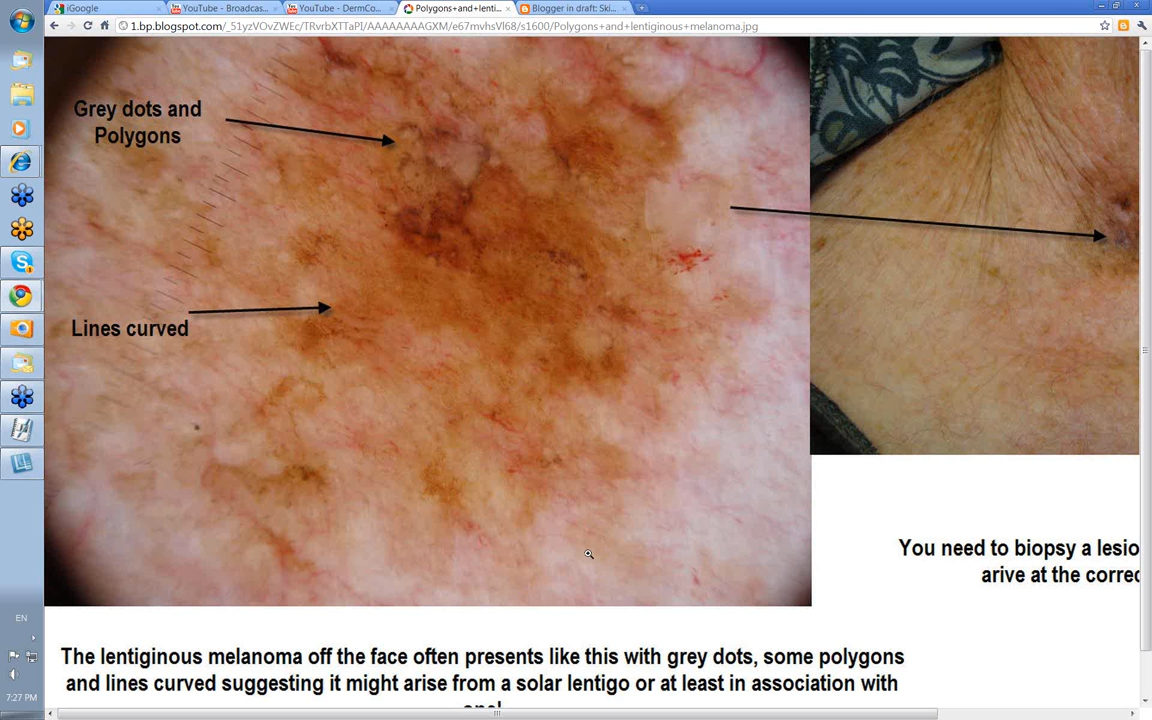 iGoogle
YouTube - Broadcas...
YouTube - DermCo...
Polygons+and+lenti...
Blogger in draft: Ski...
1.bp.blogspot.com/_51yzVOvZWEc/TRvrbXTTaPI/AAAAAAAAGXM/e67mvhsVl68/s1600/Polygons+and+lentiginous+melanoma.jpg
Grey dots and
Polygons
Lines curved
You need to biopsy a lesio
arive at the correc
The lentiginous melanoma off the face often presents like this with grey dots, some polygons
and lines curved suggesting it might arise from a solar lentigo or at least in association with
EN
7:27 PM